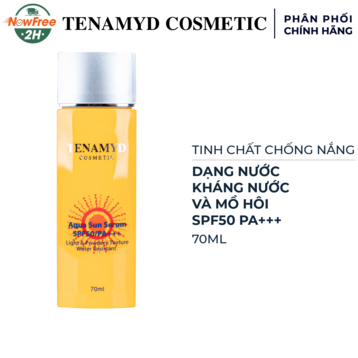 NowFree
2H
TENAMYD COSMETIC
PHÂN PHỐI
CHÍNH HÃNG
TENAMYD
COSMETIC
Aqua Sun Serum
SPF50/PA+++
Light & Powdery Texture
Water Resistant
70ml
TINH CHẤT CHỐNG NẮNG
DẠNG NƯỚC
KHÁNG NƯỚC
VÀ MỒ HÔI
SPF50 PA+++
70ML